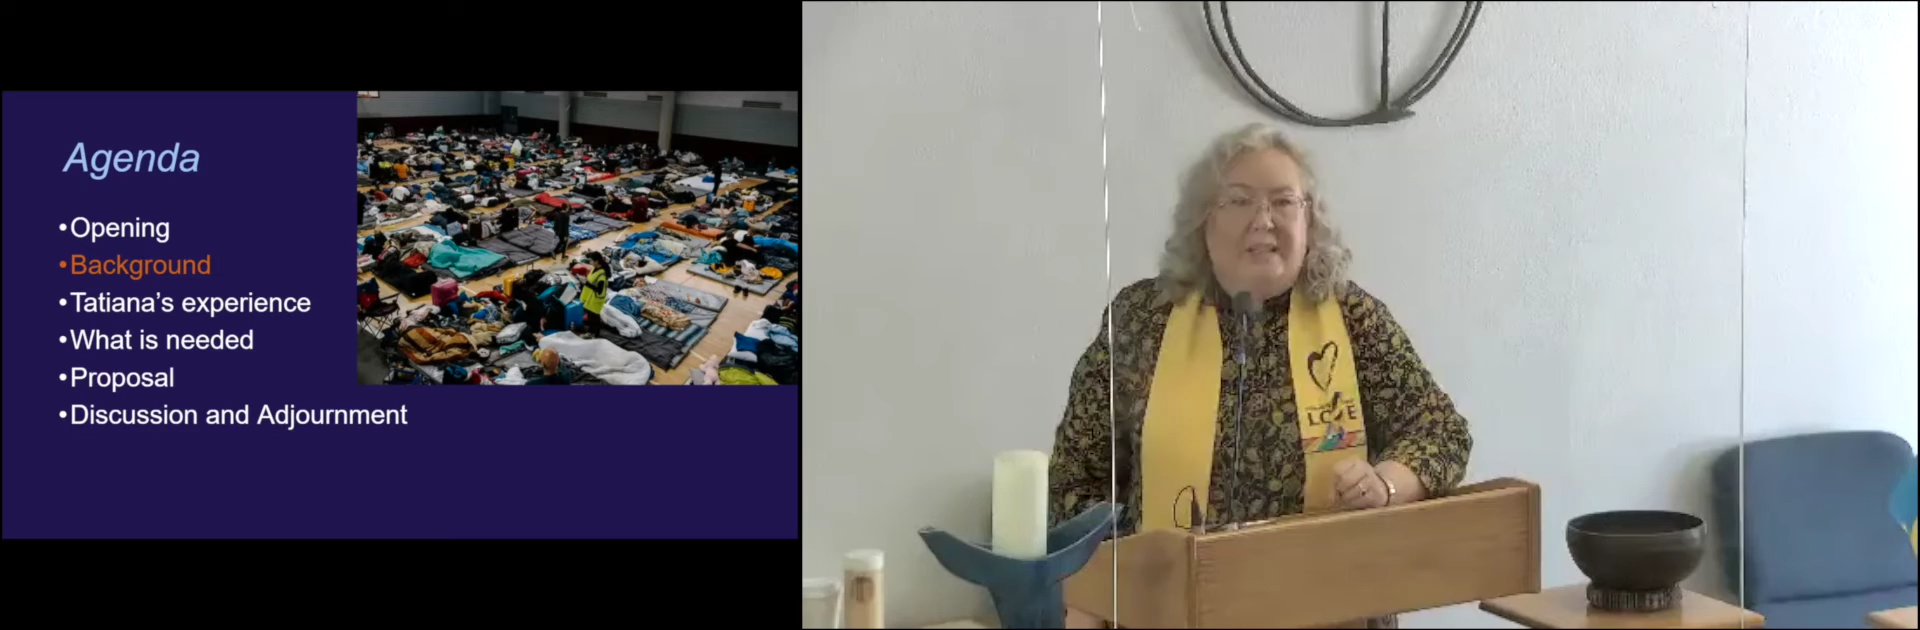 Agenda
•Opening
•Background
•Tatiana's experience
•What is needed
•Proposal
•Discussion and Adjournment
LOVE